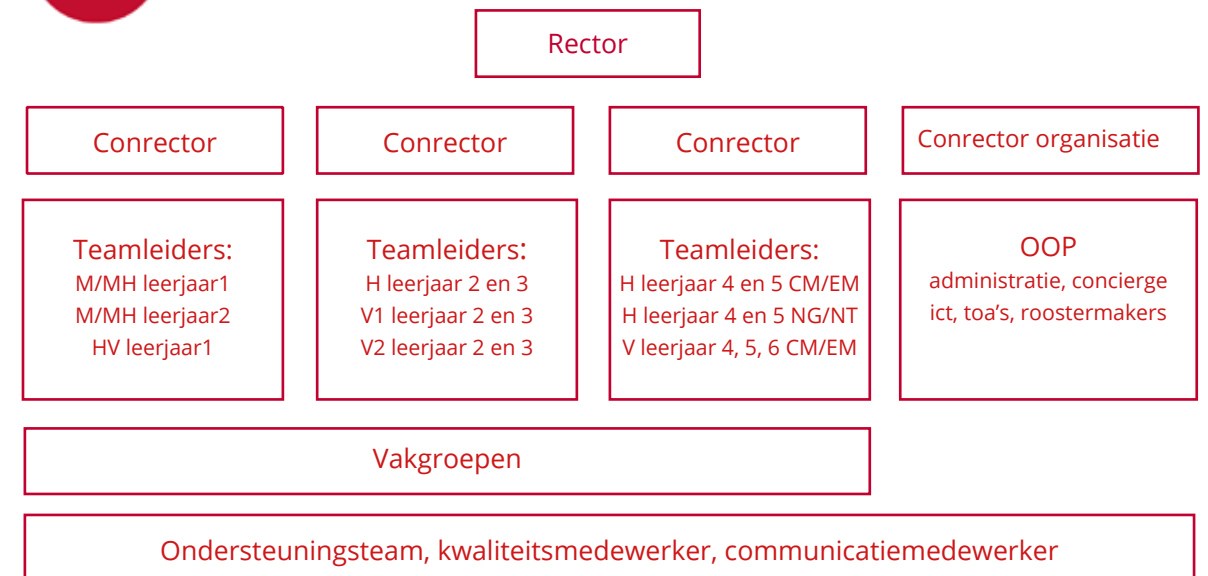 Rector
Conrector
Conrector
Conrector
Conrector organisatie
Teamleiders:
M/MH leerjaar1
M/MH leerjaar2
HV leerjaar1
Teamleiders:
H leerjaar 2 en 3
V1 leerjaar 2 en 3
V2 leerjaar 2 en 3
Teamleiders:
H leerjaar 4 en 5 CM/EM
H leerjaar 4 en 5 NG/NT
V leerjaar 4, 5, 6 CM/EM
OOP
administratie, concierge
ict, toa’s, roostermakers
Vakgroepen
Ondersteuningsteam, kwaliteitsmedewerker, communicatiemedewerker